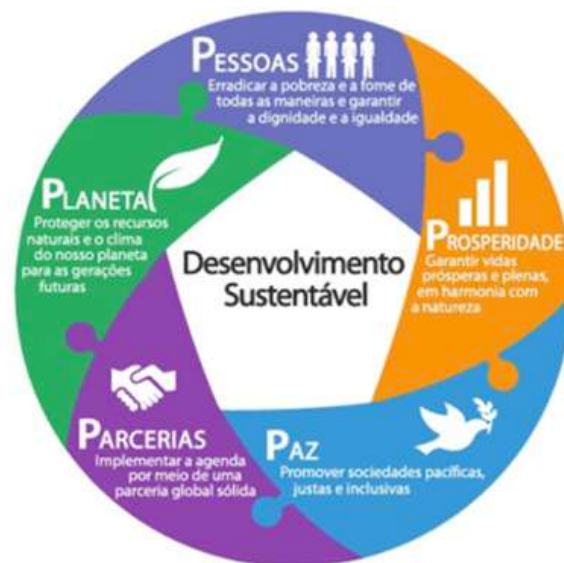 PESSOAS
Erradicar a pobreza e a fome de
todas as maneiras e garantir
a dignidade e a igualdade
PLANETA
Proteger os recursos
naturais e o clima
do nosso planeta
para as gerações
futuras
Desenvolvimento
Sustentável
PROSPERIDADE
Garantir vidas
prósperas e plenas,
em harmonia com
a natureza
PARCERIAS
Implementar a agenda
por meio de uma
parceria global sólida
PAZ
Promover sociedades pacíficas,
justas e inclusivas